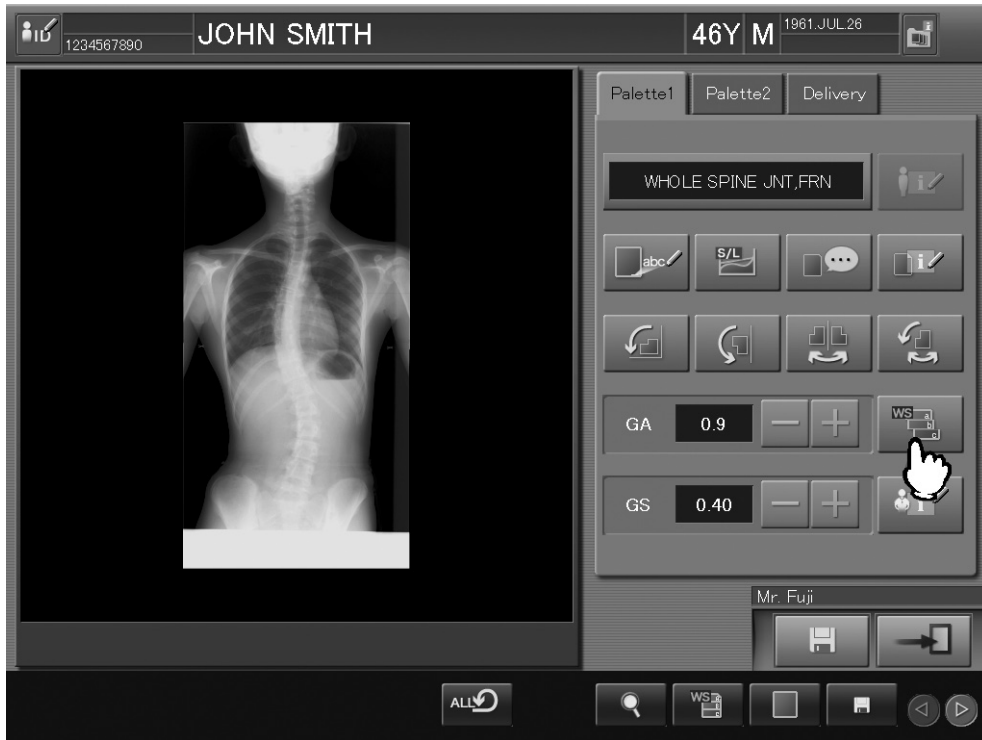 ID
1234567890
JOHN SMITH
46Y M
1961.JUL.26
i
Palette1
Palette2
Delivery
WHOLE SPINE JNT,FRN
i
abc
S/L
i
GA
0.9
WS a
b
c
GS
0.40
i
Mr. Fuji
ALL
WS